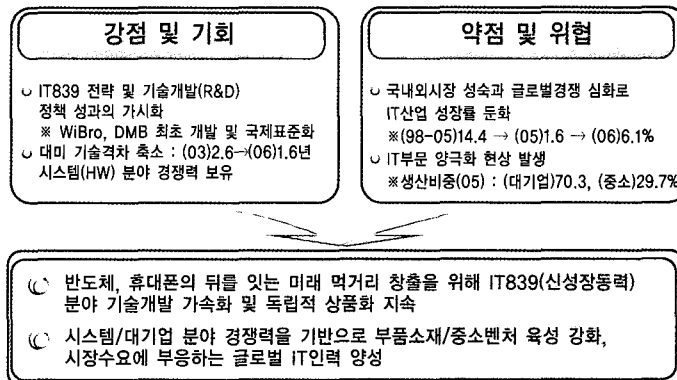 강점 및 기회
IT839 전략 및 기술개발(R&D)
정책 성과의 가시화
※ WiBro, DMB 최초 개발 및 국제표준화
대미 기술격차 축소 : (03)2.6→(06)1.6년
시스템(HW) 분야 경쟁력 보유
약점 및 위협
국내외시장 성숙과 글로벌경쟁 심화로
IT산업 성장률 둔화
※(98-05)14.4 → (05)1.6 → (06)6.1%
IT부문 양극화 현상 발생
※생산비중(05) : (대기업)70.3, (중소)29.7%
반도체, 휴대폰의 뒤를 잇는 미래 먹거리 창출을 위해 IT839(신성장동력)
분야 기술개발 가속화 및 독립적 상품화 지속
시스템/대기업 분야 경쟁력을 기반으로 부품소재/중소벤처 육성 강화,
시장수요에 부응하는 글로벌 IT인력 양성